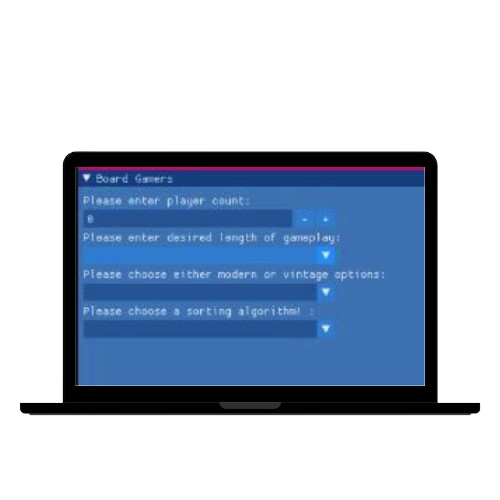 ▼ Board Gamers
Please enter player count:
0 - +
Please enter desired length of gameplay:
Please choose either modern or vintage options:
Please choose a sorting algorithm! :